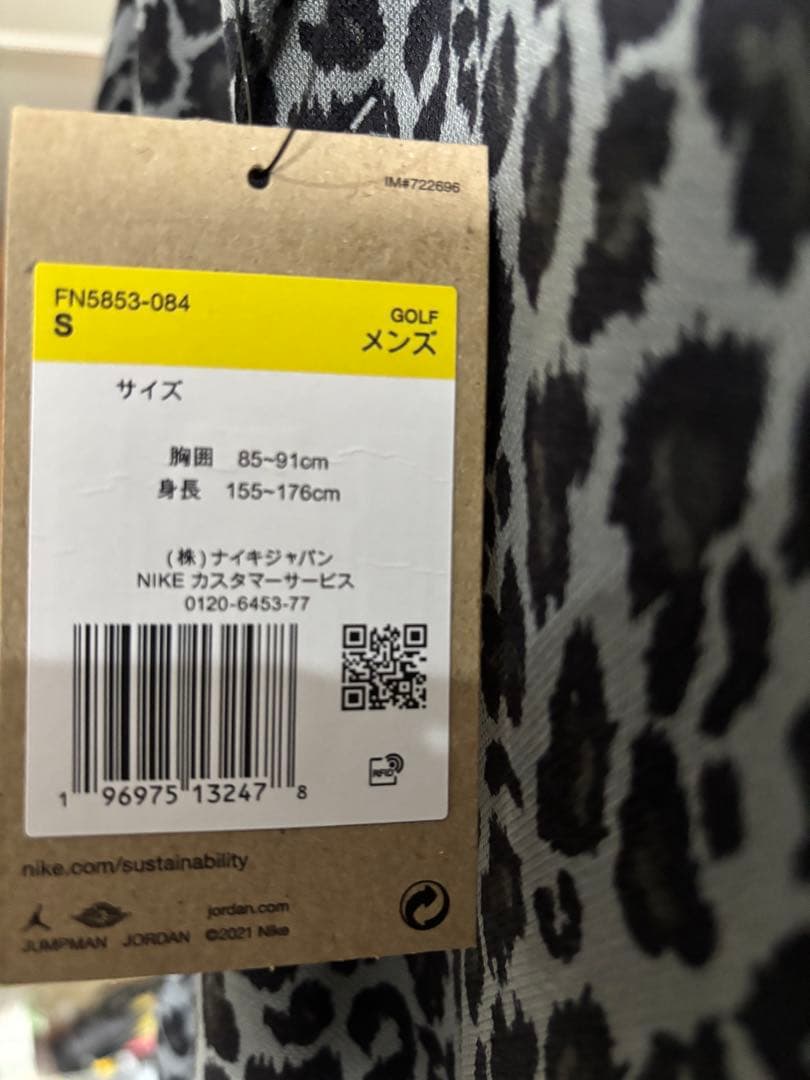 IM#722696
FN5853-084
S
GOLF
メンズ
サイズ
胸囲 85~91cm
身長 155~176cm
(株)ナイキジャパン
NIKE カスタマーサービス
0120-6453-77
RFID
1 96975 13247 8
nike.com/sustainability
jordan.com
JUMPMAN JORDAN ©2021 Nike